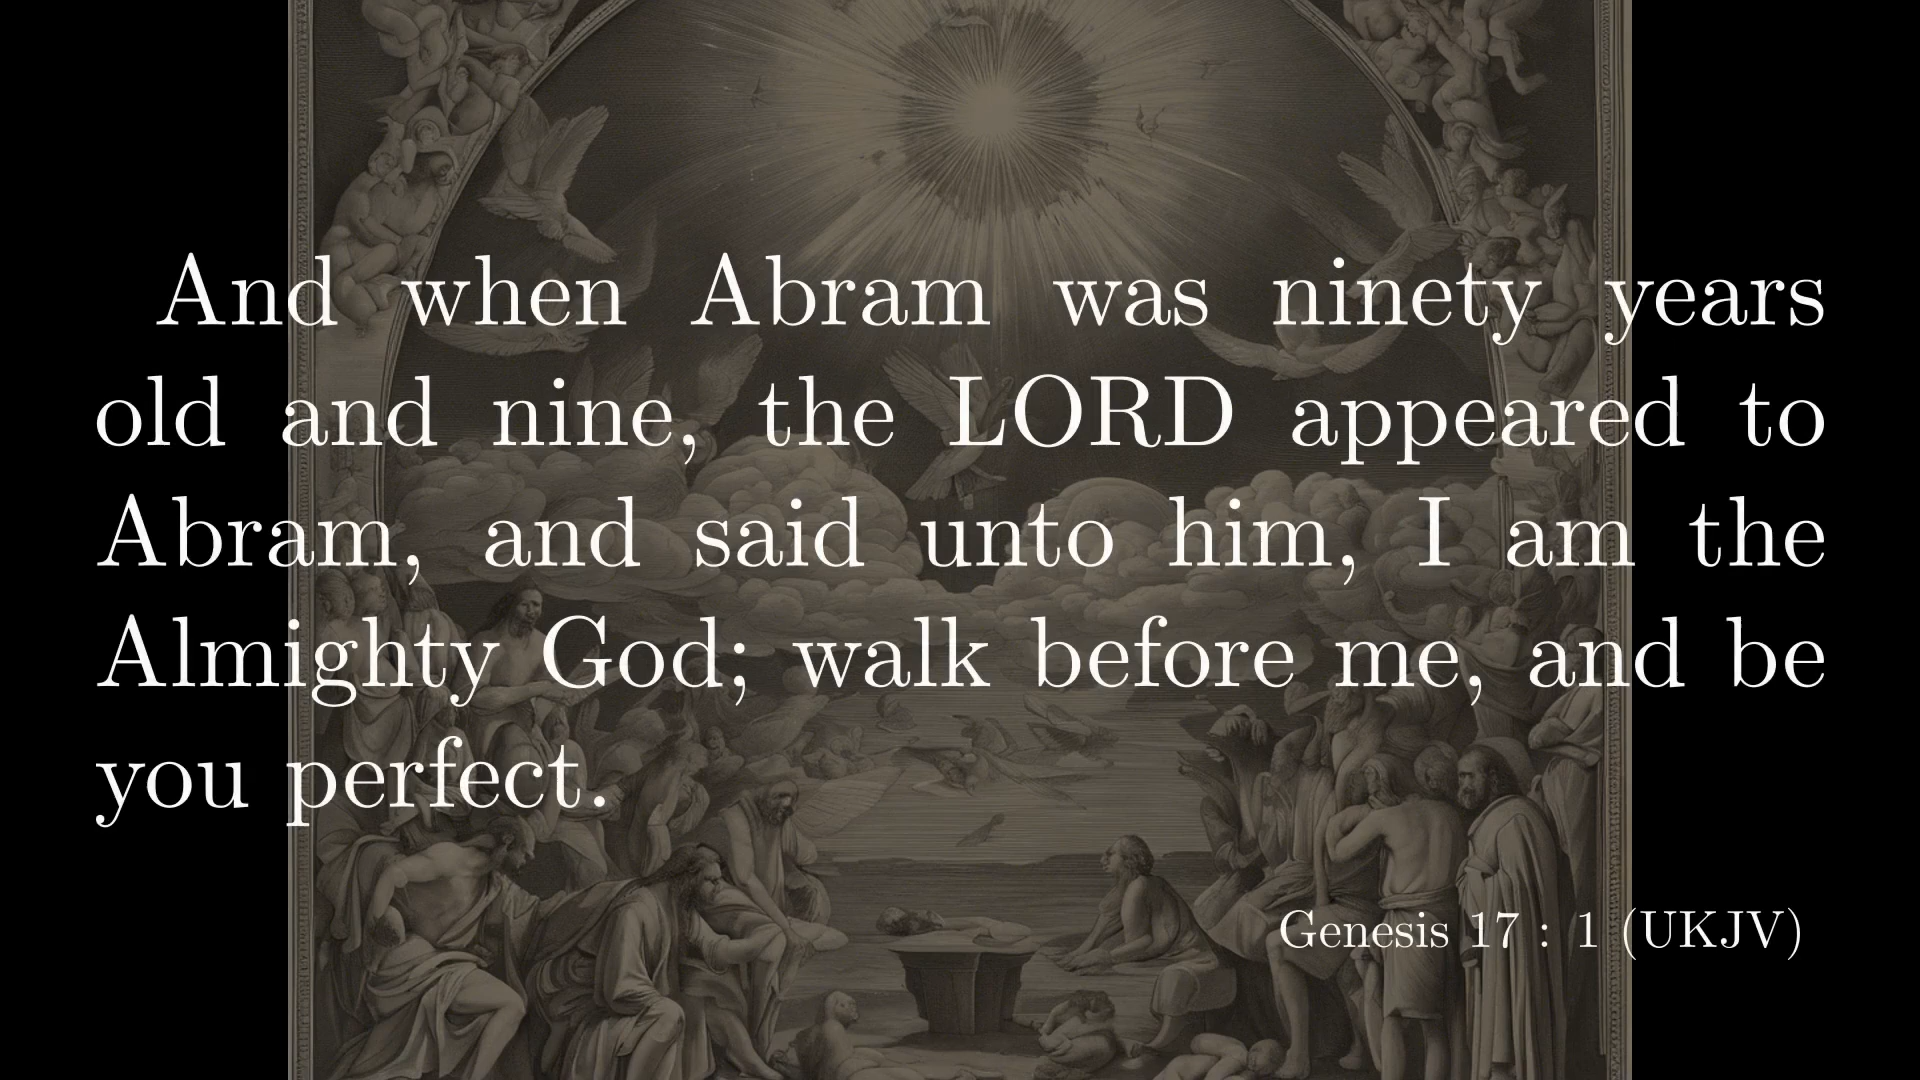 And when Abram was ninety years
old and nine, the LORD appeared to
Abram, and said unto him, I am the
Almighty God; walk before me, and be
you perfect.
Genesis 17 : 1 (UKJV)